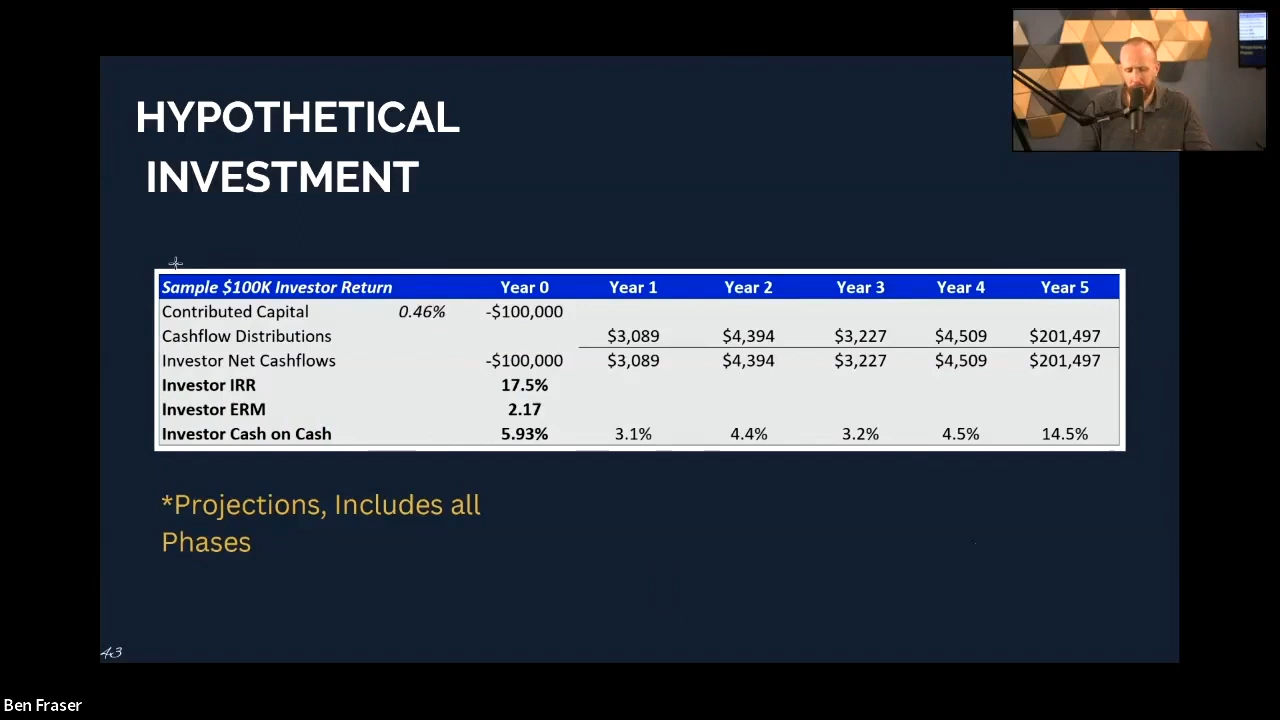 HYPOTHETICAL
INVESTMENT
Sample $100K Investor Return Year 0 Year 1 Year 2 Year 3 Year 4 Year 5
Contributed Capital 0.46% -$100,000
Cashflow Distributions $3,089 $4,394 $3,227 $4,509 $201,497
Investor Net Cashflows -$100,000 $3,089 $4,394 $3,227 $4,509 $201,497
Investor IRR 17.5%
Investor ERM 2.17
Investor Cash on Cash 5.93% 3.1% 4.4% 3.2% 4.5% 14.5%
*Projections, Includes all
Phases
43
Ben Fraser